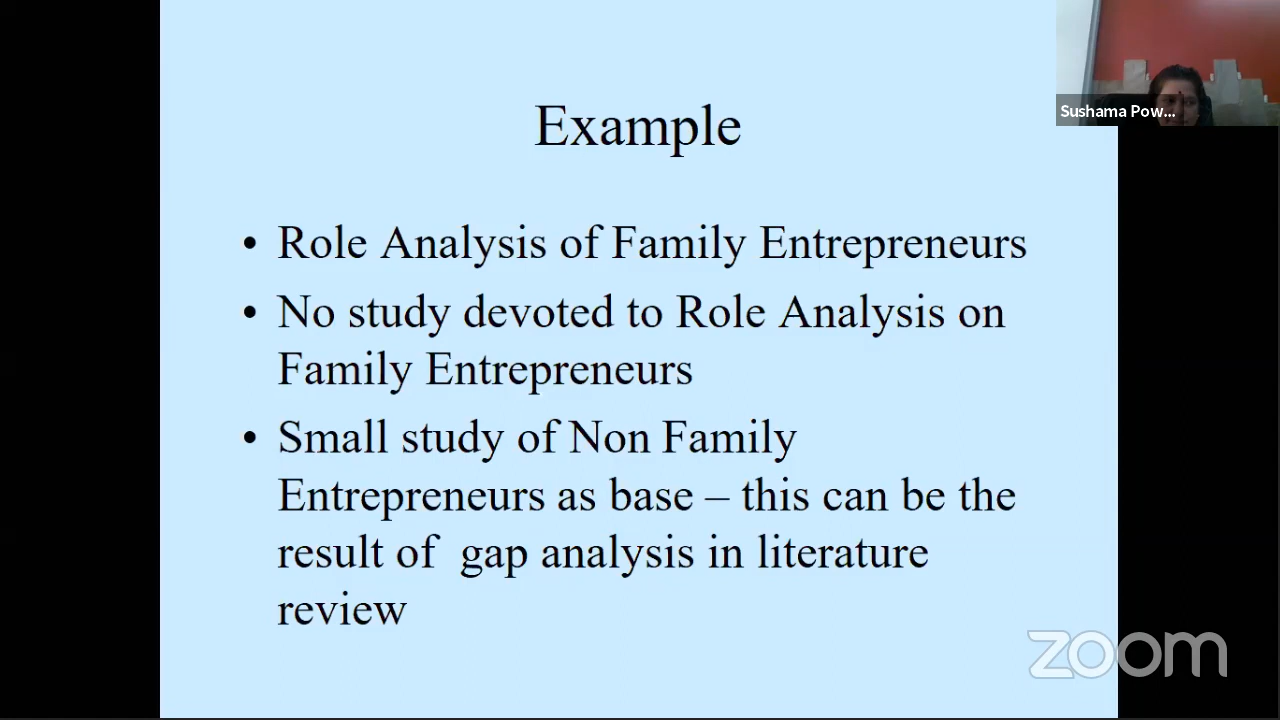 Sushama Pow...
Example
• Role Analysis of Family Entrepreneurs
• No study devoted to Role Analysis on
Family Entrepreneurs
• Small study of Non Family
Entrepreneurs as base – this can be the
result of  gap analysis in literature
review
zoom